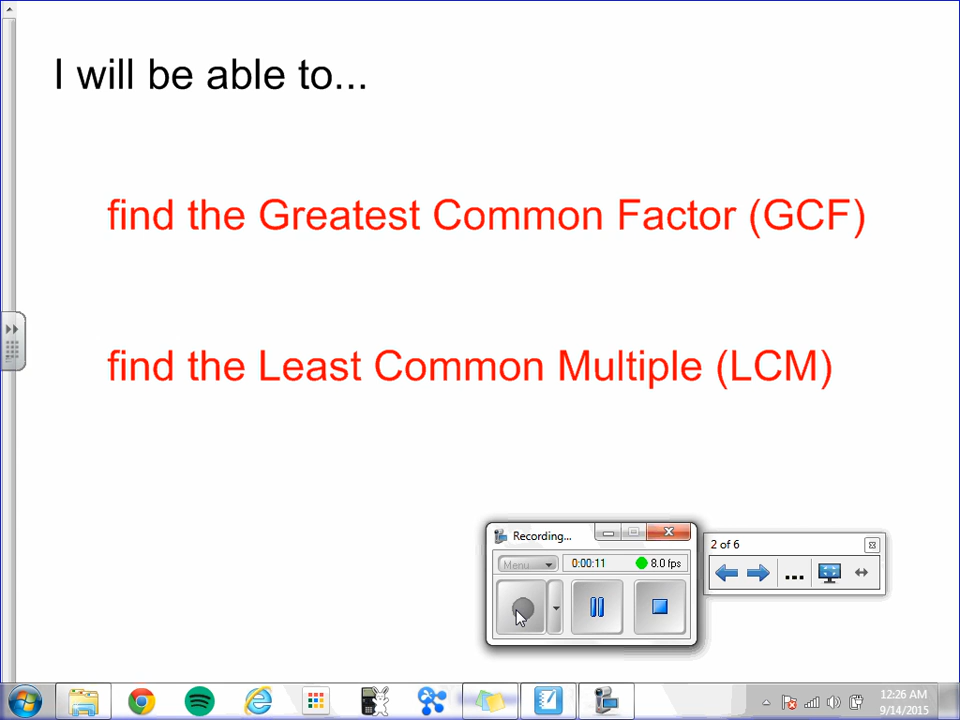 I will be able to...
find the Greatest Common Factor (GCF)
find the Least Common Multiple (LCM)
Recording...
Menu
0:00:11
8.0 fps
2 of 6
...
12:26 AM
9/14/2015